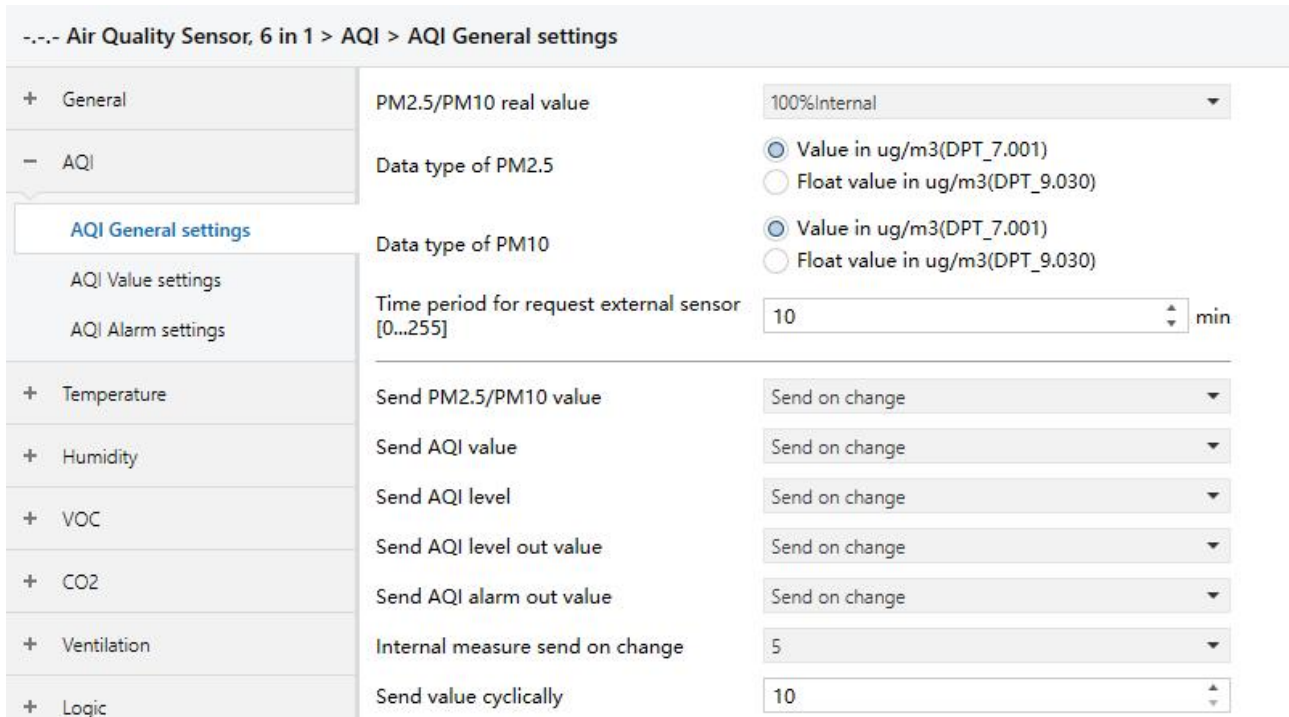 -.-.- Air Quality Sensor, 6 in 1 > AQI > AQI General settings
+ General
− AQI
AQI General settings
AQI Value settings
AQI Alarm settings
+ Temperature
+ Humidity
+ VOC
+ CO2
+ Ventilation
+ Logic
PM2.5/PM10 real value
100%Internal
Data type of PM2.5
Value in ug/m3(DPT_7.001)
Float value in ug/m3(DPT_9.030)
Data type of PM10
Value in ug/m3(DPT_7.001)
Float value in ug/m3(DPT_9.030)
Time period for request external sensor
[0...255]
10 min
Send PM2.5/PM10 value
Send on change
Send AQI value
Send on change
Send AQI level
Send on change
Send AQI level out value
Send on change
Send AQI alarm out value
Send on change
Internal measure send on change
5
Send value cyclically
10